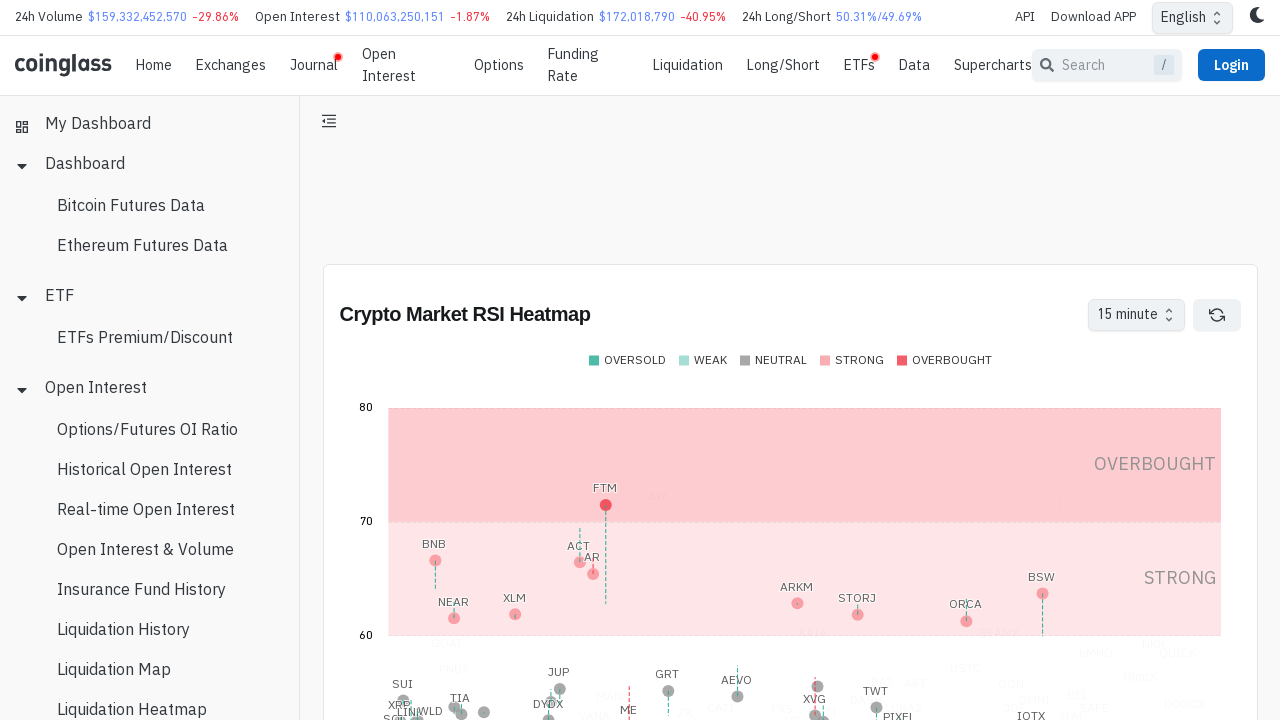 24h Volume $159,332,452,570 -29.86% Open Interest $110,063,250,151 -1.87% 24h Liquidation $172,018,790 -40.95% 24h Long/Short 50.31%/49.69% API Download APP English
coinglass Home Exchanges Journal Open Interest Options Funding Rate Liquidation Long/Short ETFs Data Supercharts Search / Login
My Dashboard
Dashboard
Bitcoin Futures Data
Ethereum Futures Data
ETF
ETFs Premium/Discount
Open Interest
Options/Futures OI Ratio
Historical Open Interest
Real-time Open Interest
Open Interest & Volume
Insurance Fund History
Liquidation History
Liquidation Map
Liquidation Heatmap
Crypto Market RSI Heatmap 15 minute
OVERSOLD WEAK NEUTRAL STRONG OVERBOUGHT
80
OVERBOUGHT
FTM
70
BNB ACT
AR
STRONG
BSW
ARKM
NEAR XLM STORJ ORCA
60
JUP GRT
SUI AEVO
TIA XVG TWT
DYDX
WLD ME PIXEL IOTX